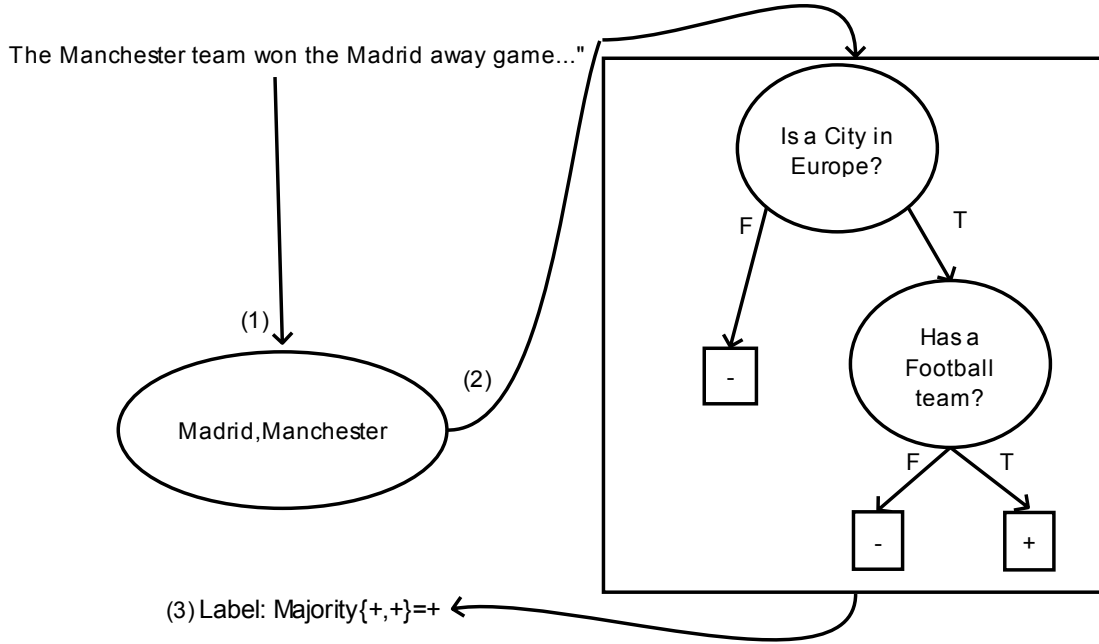 The Manchester team won the Madrid away game..."
(1)
Madrid,Manchester
(2)
Is a City in
Europe?
F
T
-
Has a
Football
team?
F
T
-
+
(3) Label: Majority{+,+}=+